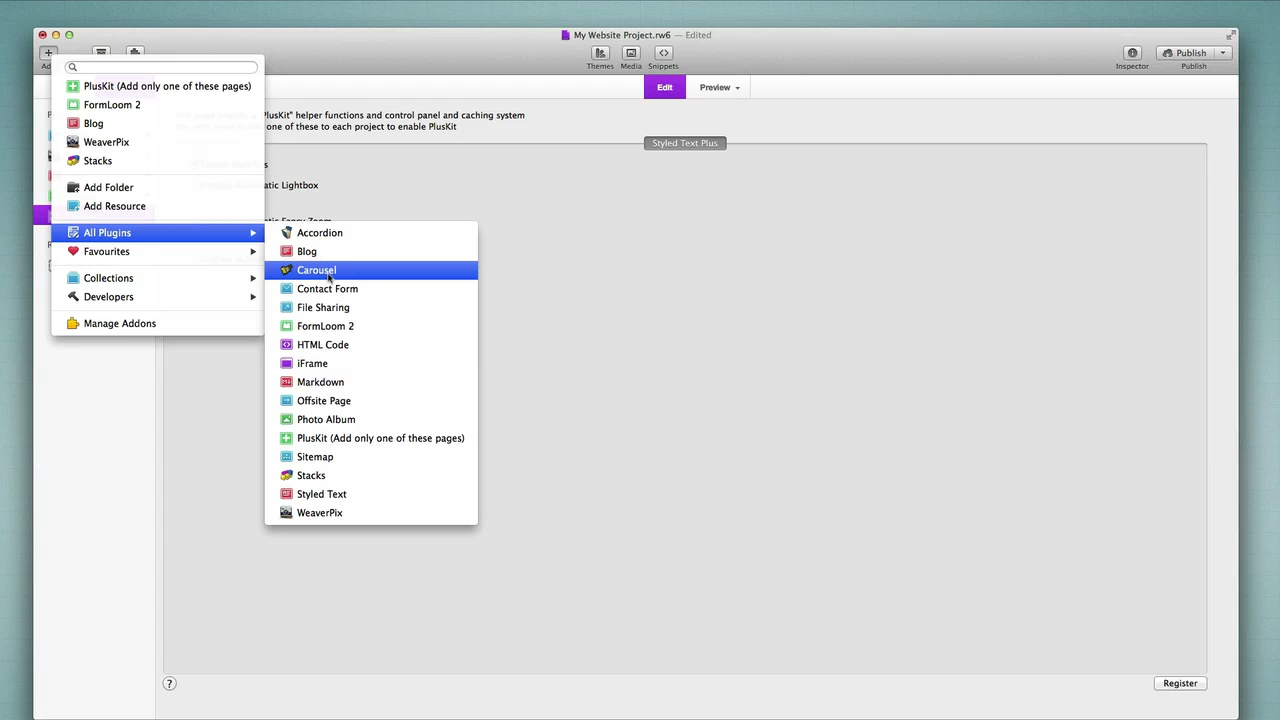 My Website Project.rw6 — Edited
Ad
Themes
Media
Snippets
Inspector
Publish
Publish
Edit
Preview
PlusKit (Add only one of these pages)
FormLoom 2
Blog
WeaverPix
Stacks
Add Folder
Add Resource
All Plugins
Favourites
Collections
Developers
Manage Addons
PlusKit" helper functions and control panel and caching system
one of these to each project to enable PlusKit
Styled Text Plus
atic Lightbox
Accordion
Blog
Carousel
Contact Form
File Sharing
FormLoom 2
HTML Code
iFrame
Markdown
Offsite Page
Photo Album
PlusKit (Add only one of these pages)
Sitemap
Stacks
Styled Text
WeaverPix
?
Register